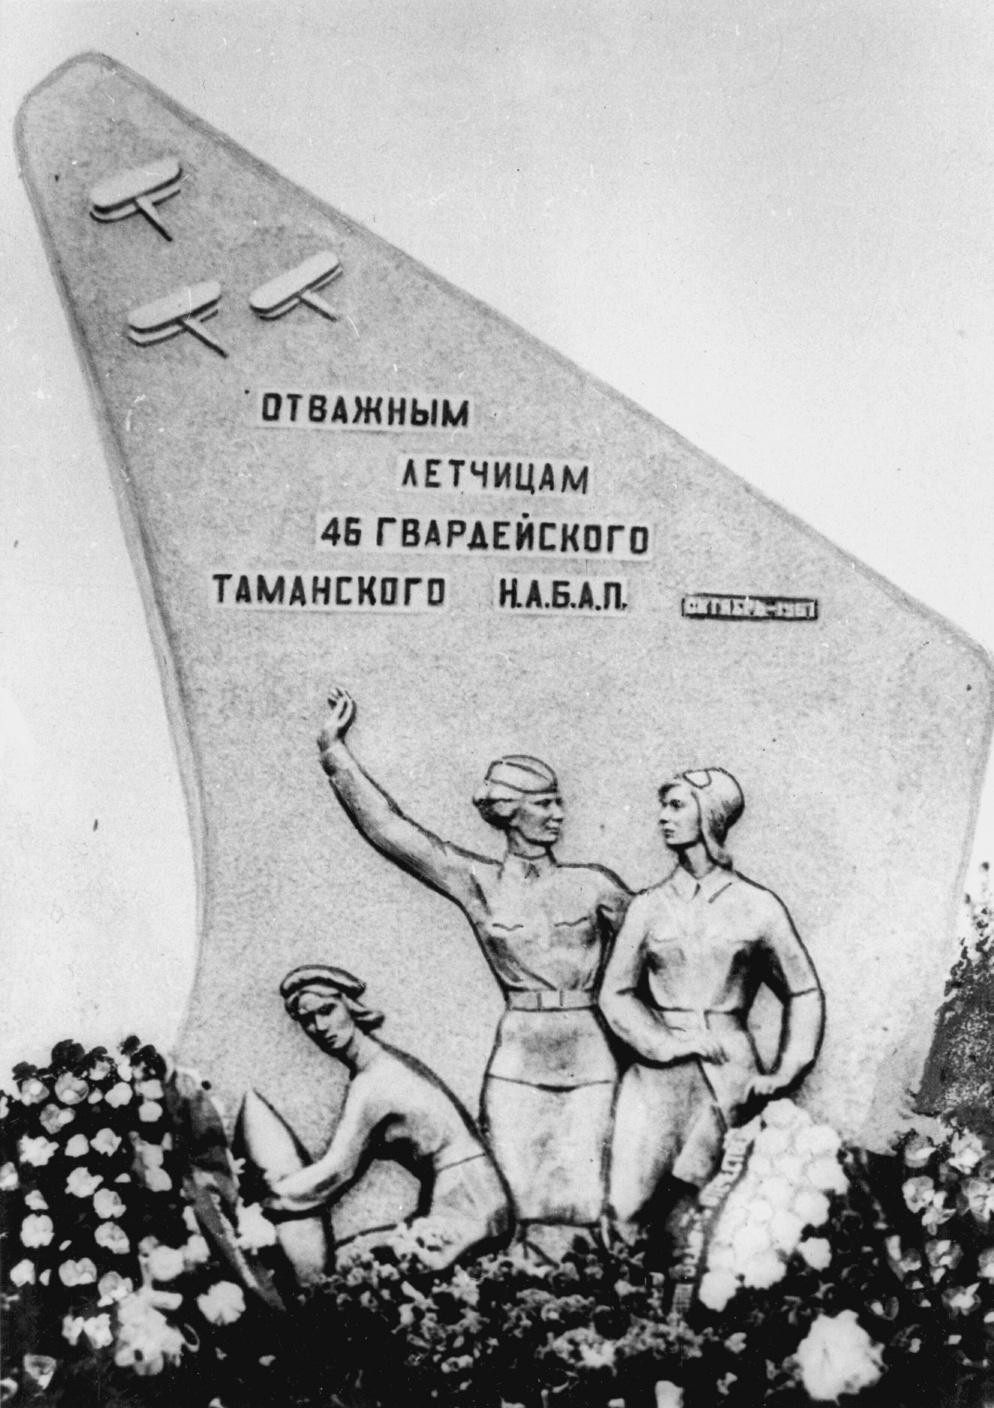 ОТВАЖНЫМ
ЛЕТЧИЦАМ
46 ГВАРДЕЙСКОГО
ТАМАНСКОГО Н.А.Б.А.П.
ОКТЯБРЬ-1967